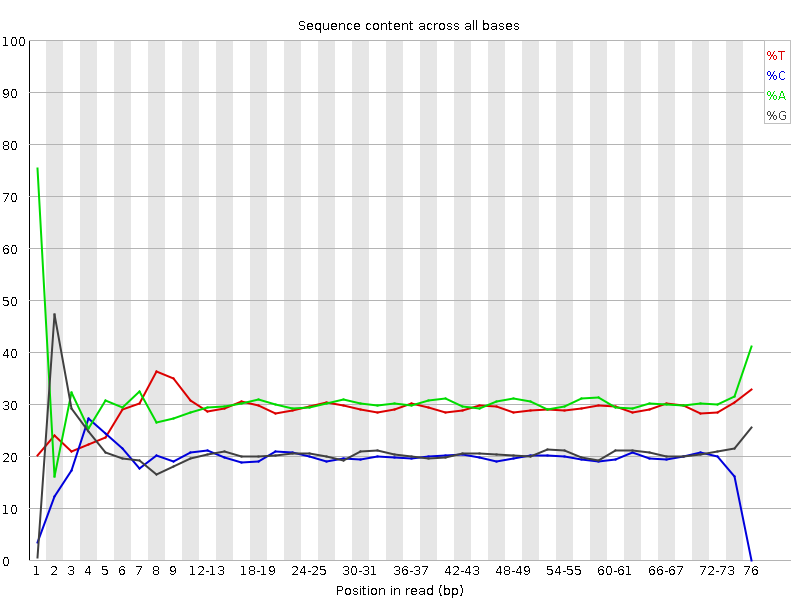 Sequence content across all bases
100
90
80
70
60
50
40
30
20
10
0
%T
%C
%A
%G
1 2 3 4 5 6 7 8 9 12-13 18-19 24-25 30-31 36-37 42-43 48-49 54-55 60-61 66-67 72-73 76
Position in read (bp)